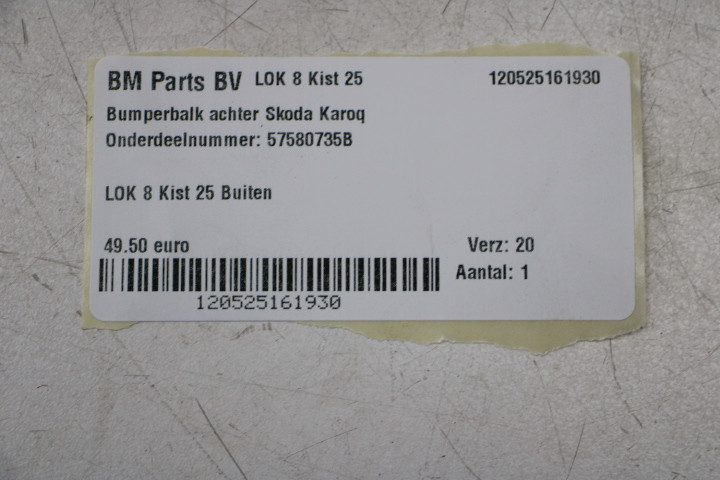 BM Parts BV LOK 8 Kist 25 120525161930
Bumperbalk achter Skoda Karoq
Onderdeelnummer: 57580735B
LOK 8 Kist 25 Buiten
49.50 euro Verz: 20
Aantal: 1
120525161930